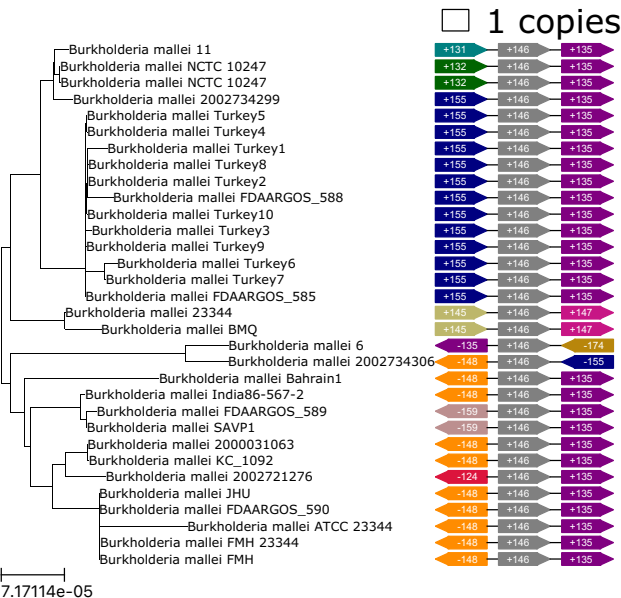 1 copies
Burkholderia mallei 11 +131 +146 +135
Burkholderia mallei NCTC 10247 +132 +146 +135
Burkholderia mallei NCTC 10247 +132 +146 +135
Burkholderia mallei 2002734299 +155 +146 +135
Burkholderia mallei Turkey5 +155 +146 +135
Burkholderia mallei Turkey4 +155 +146 +135
Burkholderia mallei Turkey1 +155 +146 +135
Burkholderia mallei Turkey8 +155 +146 +135
Burkholderia mallei Turkey2 +155 +146 +135
Burkholderia mallei FDAARGOS_588 +155 +146 +135
Burkholderia mallei Turkey10 +155 +146 +135
Burkholderia mallei Turkey3 +155 +146 +135
Burkholderia mallei Turkey9 +155 +146 +135
Burkholderia mallei Turkey6 +155 +146 +135
Burkholderia mallei Turkey7 +155 +146 +135
Burkholderia mallei FDAARGOS_585 +155 +146 +135
Burkholderia mallei 23344 +145 +146 +147
Burkholderia mallei BMQ +145 +146 +147
Burkholderia mallei 6 -135 +146 -174
Burkholderia mallei 2002734306 -148 +146 -155
Burkholderia mallei Bahrain1 -148 +146 +135
Burkholderia mallei India86-567-2 -148 +146 +135
Burkholderia mallei FDAARGOS_589 -159 +146 +135
Burkholderia mallei SAVP1 -159 +146 +135
Burkholderia mallei 2000031063 -148 +146 +135
Burkholderia mallei KC_1092 -148 +146 +135
Burkholderia mallei 2002721276 -124 +146 +135
Burkholderia mallei JHU -148 +146 +135
Burkholderia mallei FDAARGOS_590 -148 +146 +135
Burkholderia mallei ATCC 23344 -148 +146 +135
Burkholderia mallei FMH 23344 -148 +146 +135
Burkholderia mallei FMH -148 +146 +135
7.17114e-05